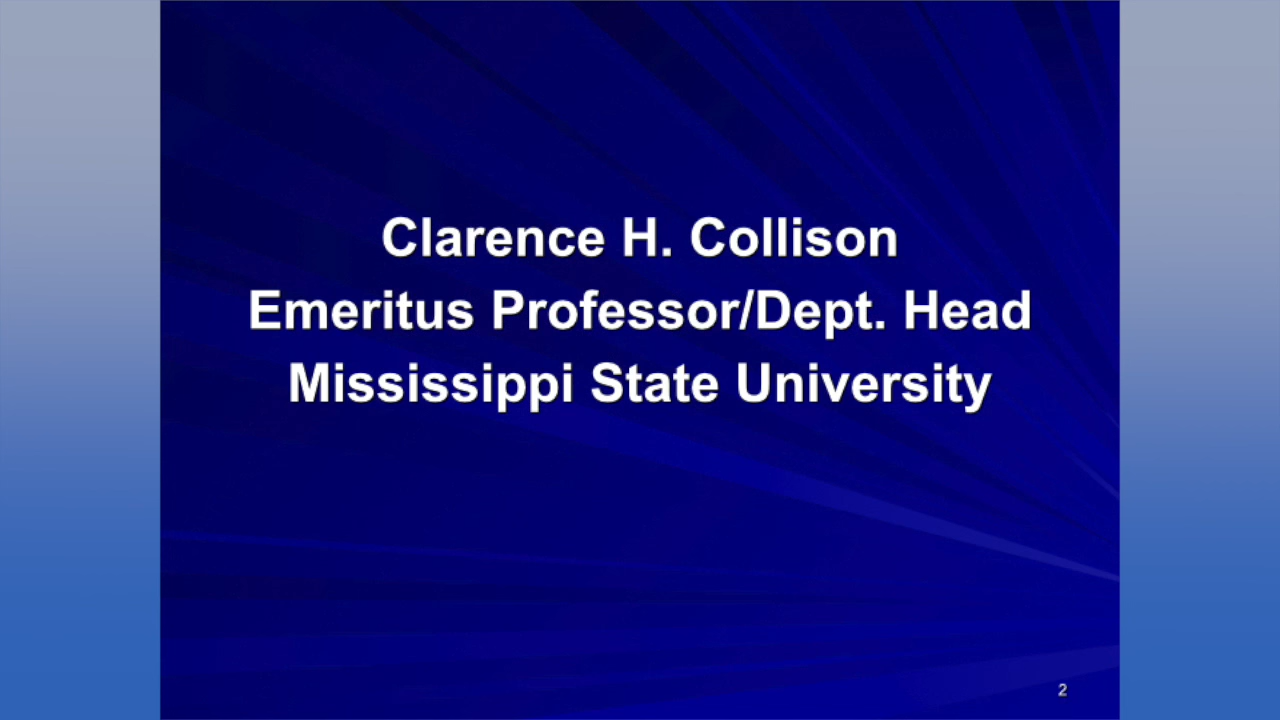 Clarence H. Collison
Emeritus Professor/Dept. Head
Mississippi State University
2